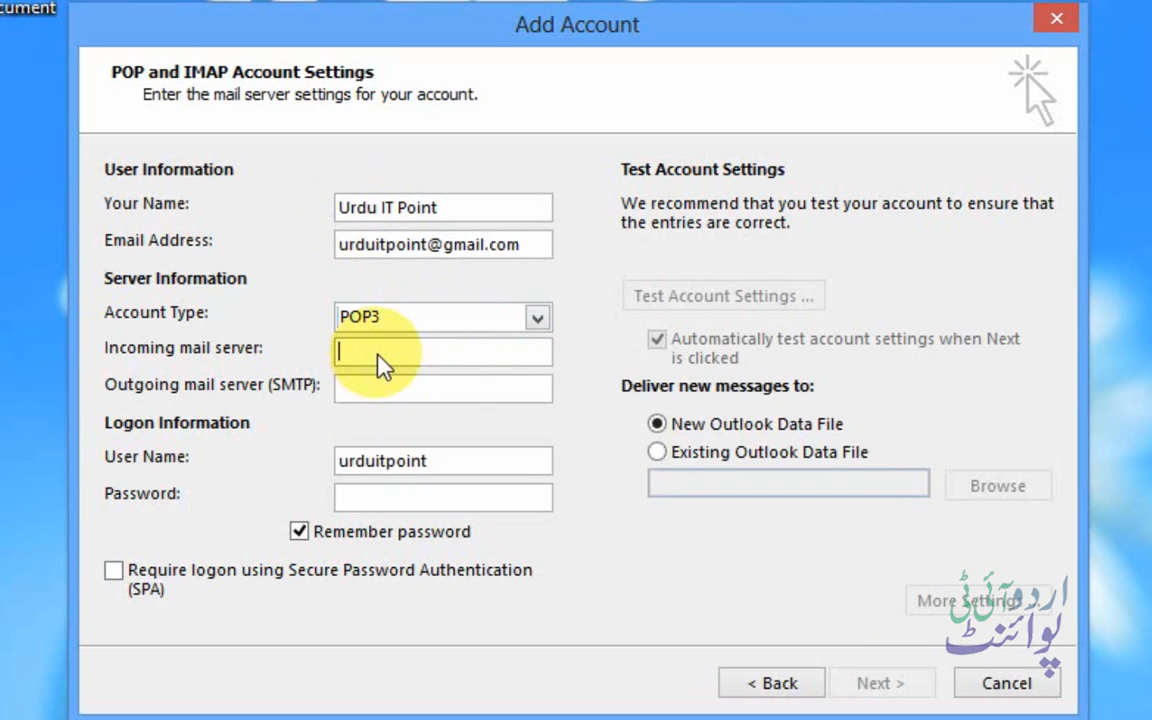 cument
Add Account
POP and IMAP Account Settings
Enter the mail server settings for your account.
User Information
Your Name:
Urdu IT Point
Email Address:
urduitpoint@gmail.com
Server Information
Account Type:
POP3
Incoming mail server:
Outgoing mail server (SMTP):
Logon Information
User Name:
urduitpoint
Password:
Remember password
Require logon using Secure Password Authentication
(SPA)
Test Account Settings
We recommend that you test your account to ensure that
the entries are correct.
Test Account Settings ...
Automatically test account settings when Next
is clicked
Deliver new messages to:
New Outlook Data File
Existing Outlook Data File
Browse
More Settings
اردو آئی ٹی
پوائنٹ
< Back
Next >
Cancel